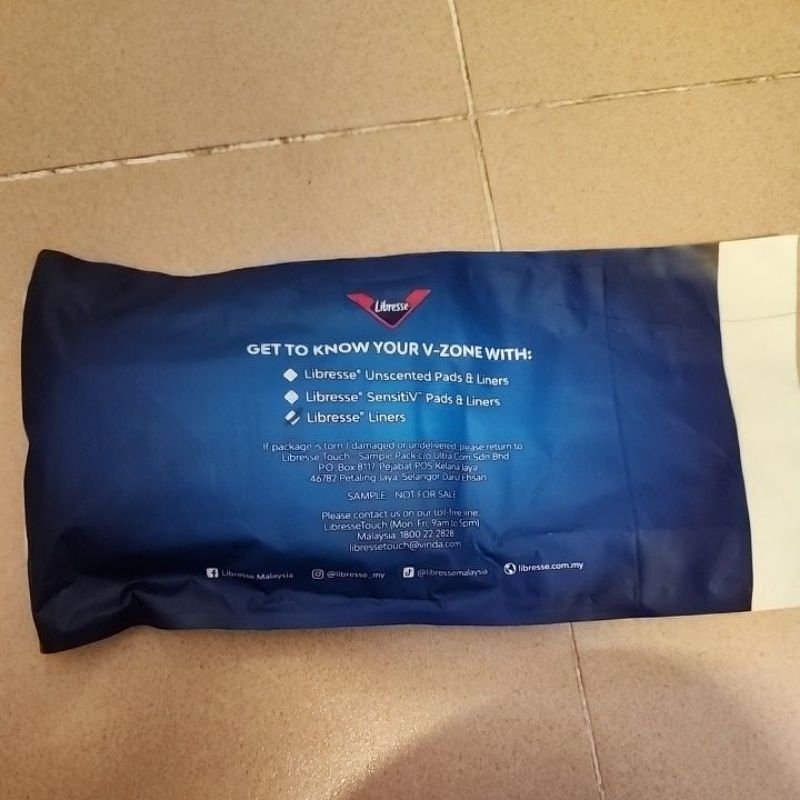 Libresse
GET TO KNOW YOUR V-ZONE WITH:
Libresse® Unscented Pads & Liners
Libresse® SensitiV™ Pads & Liners
Libresse® Liners
If package is torn / damaged or undelivered please return to
Libresse Touch - Sample Pack c/o Ultra Com Sdn Bhd
P.O. Box 8117, Pejabat POS Kelana Jaya
46782 Petaling Jaya, Selangor Darul Ehsan
SAMPLE - NOT FOR SALE
Please contact us on our toll-free line.
LibresseTouch (Mon-Fri, 9am to 5pm)
Malaysia: 1800 22 2828
libressetouch@vinda.com
Libresse Malaysia @libresse_my @libressemalaysia libresse.com.my